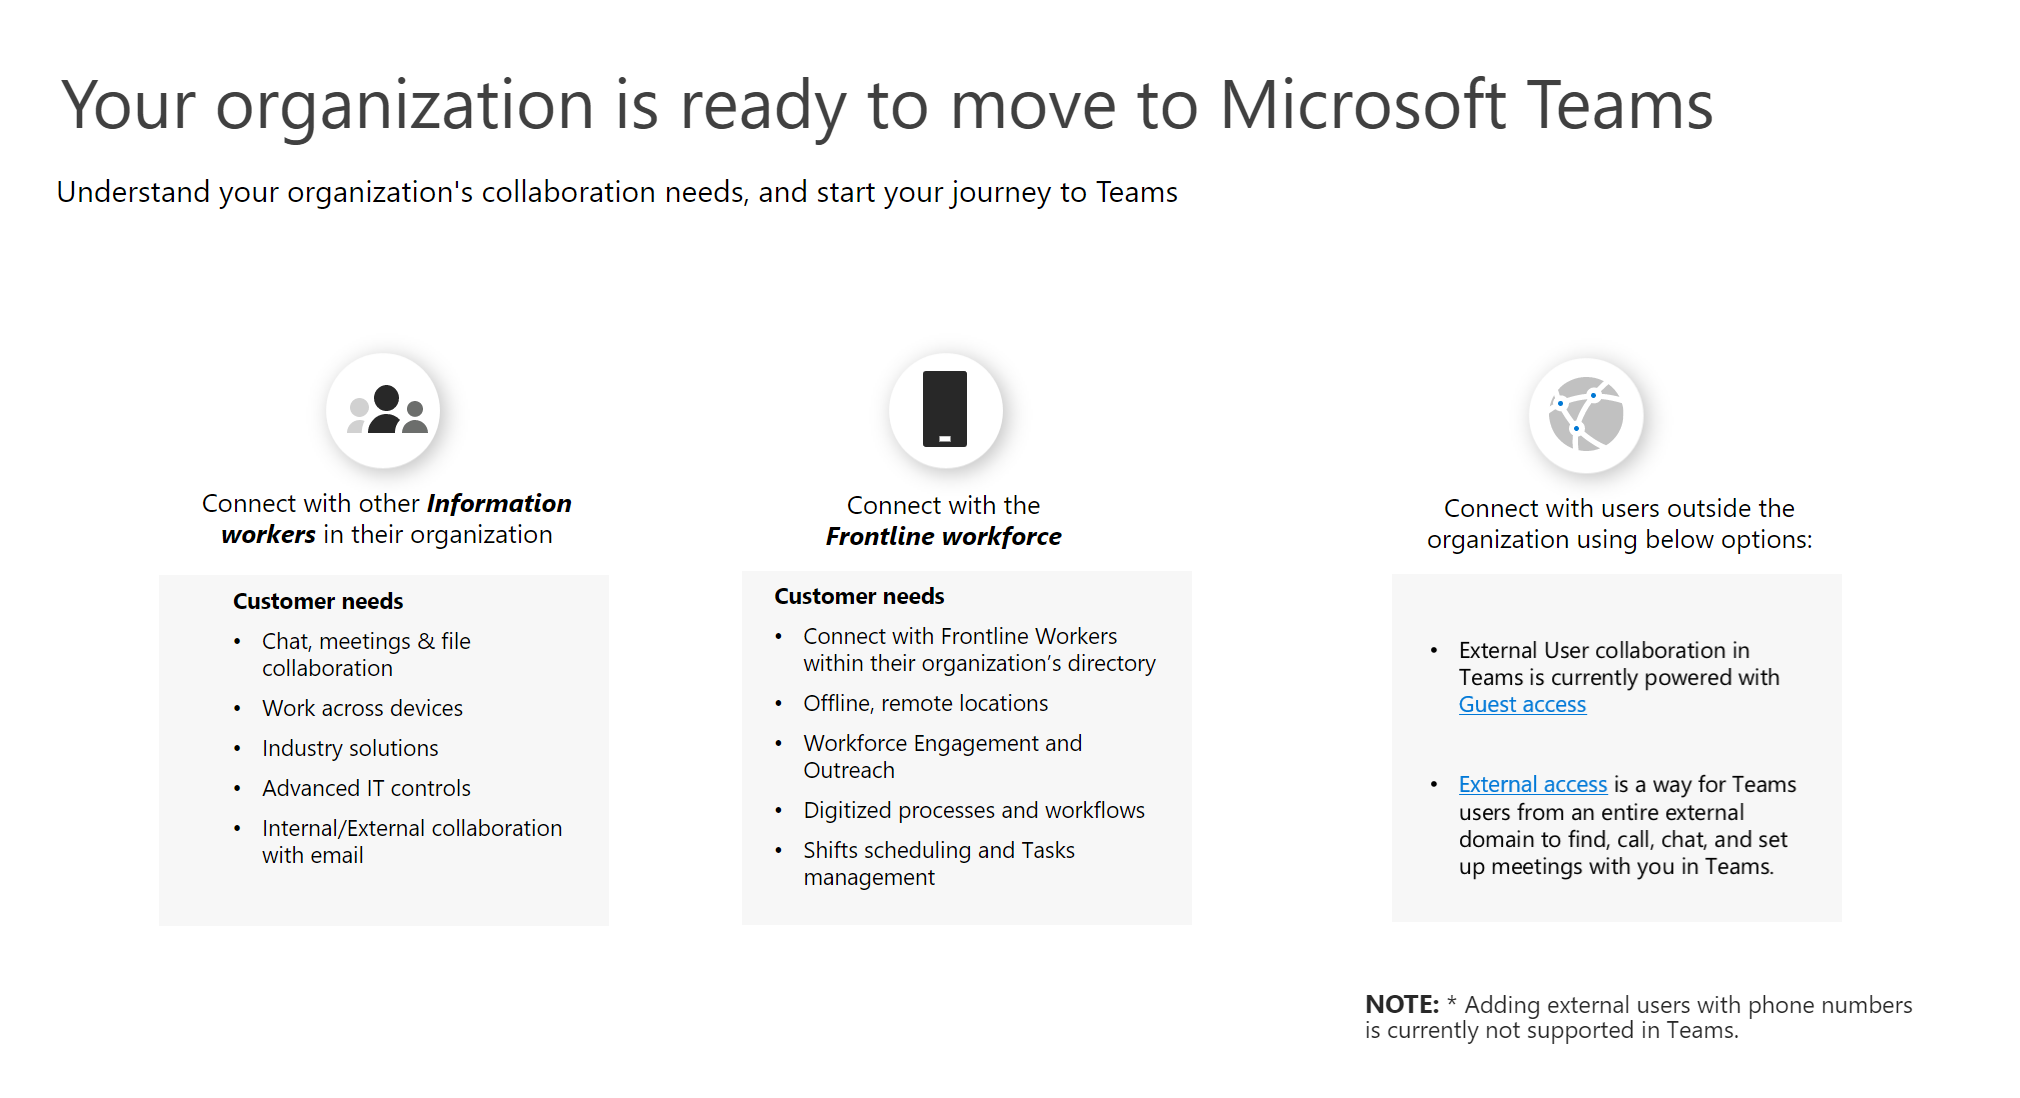 Your organization is ready to move to Microsoft Teams
Understand your organization's collaboration needs, and start your journey to Teams
Connect with other Information
workers in their organization
Customer needs
• Chat, meetings & file
collaboration
• Work across devices
• Industry solutions
• Advanced IT controls
• Internal/External collaboration
with email
Connect with the
Frontline workforce
Customer needs
• Connect with Frontline Workers
within their organization’s directory
• Offline, remote locations
• Workforce Engagement and
Outreach
• Digitized processes and workflows
• Shifts scheduling and Tasks
management
Connect with users outside the
organization using below options:
• External User collaboration in
Teams is currently powered with
Guest access
• External access is a way for Teams
users from an entire external
domain to find, call, chat, and set
up meetings with you in Teams.
NOTE: * Adding external users with phone numbers
is currently not supported in Teams.